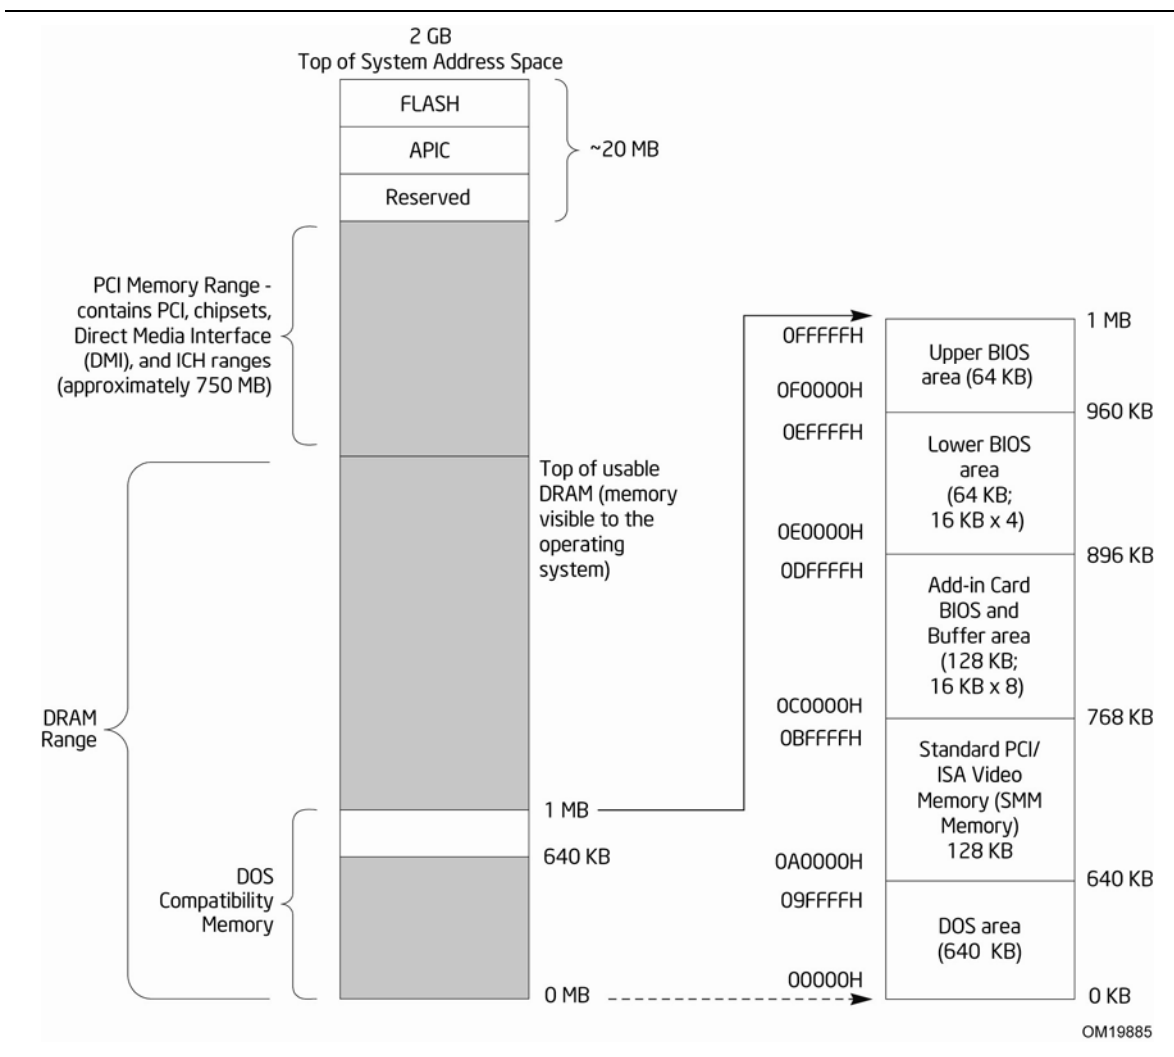 2 GB
Top of System Address Space
FLASH
APIC
Reserved
~20 MB
PCI Memory Range -
contains PCI, chipsets,
Direct Media Interface
(DMI), and ICH ranges
(approximately 750 MB)
Top of usable
DRAM (memory
visible to the
operating
system)
DRAM
Range
1 MB
640 KB
DOS
Compatibility
Memory
0 MB
0FFFFFH
0F0000H
0EFFFFH
0E0000H
0DFFFFH
0C0000H
0BFFFFH
0A0000H
09FFFFH
00000H
Upper BIOS
area (64 KB)
Lower BIOS
area
(64 KB;
16 KB x 4)
Add-in Card
BIOS and
Buffer area
(128 KB;
16 KB x 8)
Standard PCI/
ISA Video
Memory (SMM
Memory)
128 KB
DOS area
(640 KB)
1 MB
960 KB
896 KB
768 KB
640 KB
0 KB
OM19885